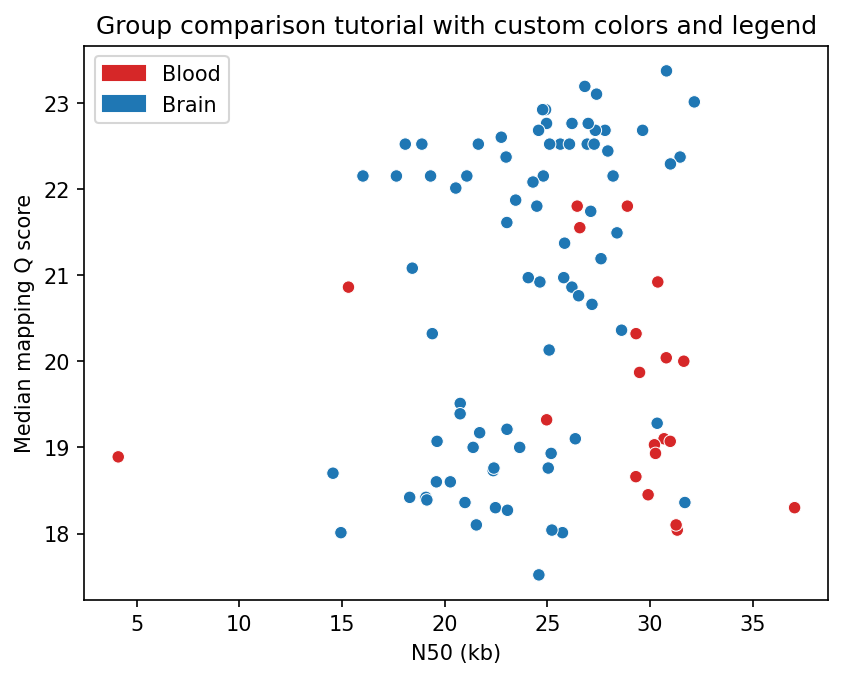 Group comparison tutorial with custom colors and legend
Blood
Brain
Median mapping Q score
23
22
21
20
19
18
5
10
15
20
25
30
35
N50 (kb)